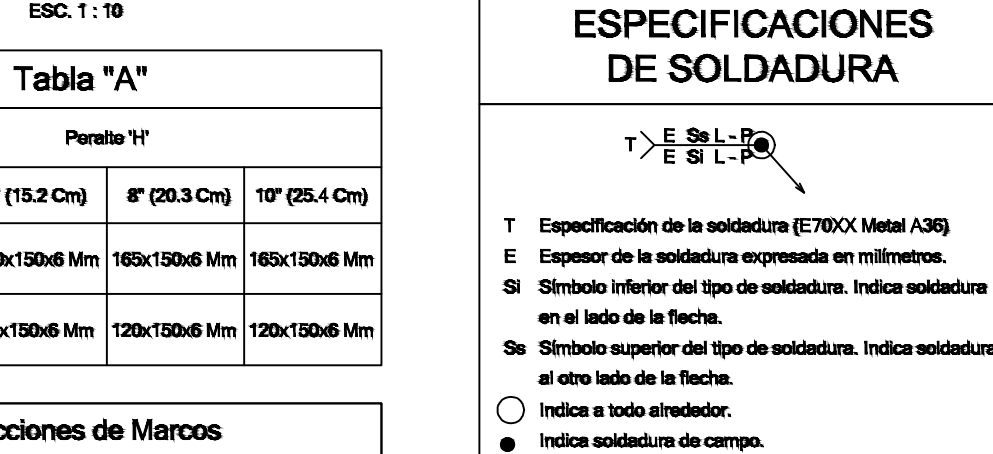 ESC. 1 : 10
Tabla "A"
Peralte 'H'
(15.2 Cm) 8" (20.3 Cm) 10" (25.4 Cm)
x150x6 Mm 165x150x6 Mm 165x150x6 Mm
x150x6 Mm 120x150x6 Mm 120x150x6 Mm
cciones de Marcos
ESPECIFICACIONES
DE SOLDADURA
T E Ss L - P
E Si L - P
T Especificación de la soldadura (E70XX Metal A36)
E Espesor de la soldadura expresada en milímetros.
Si Símbolo inferior del tipo de soldadura. Indica soldadura
en el lado de la flecha.
Ss Símbolo superior del tipo de soldadura. Indica soldadura
al otro lado de la flecha.
Indica a todo alrededor.
Indica soldadura de campo.